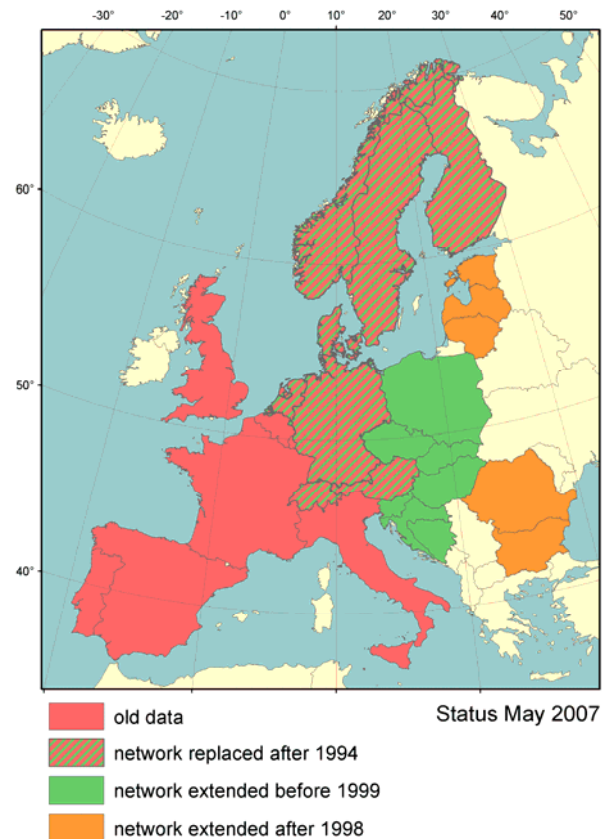 -30° -20° -10° 0° 10° 20° 30° 40° 50°
60°
50°
40°
Status May 2007
old data
network replaced after 1994
network extended before 1999
network extended after 1998